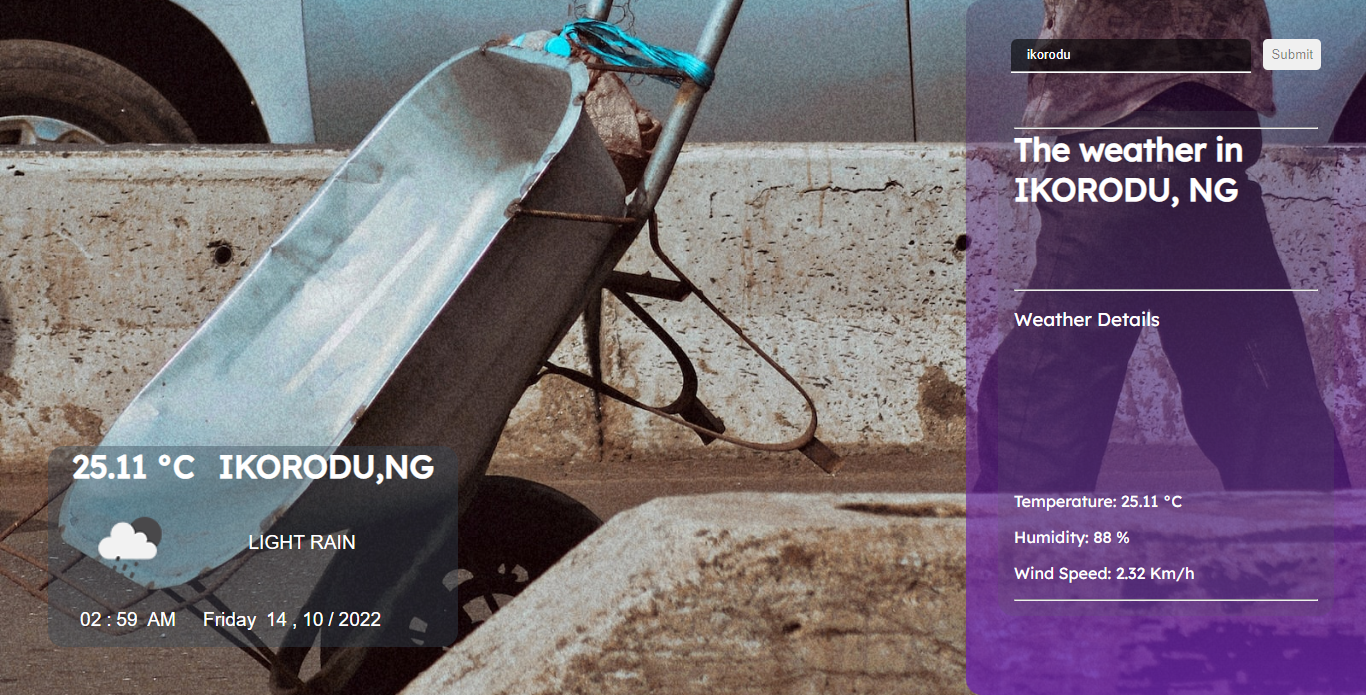 ikorodu Submit
The weather in
IKORODU, NG
Weather Details
Temperature: 25.11 °C
Humidity: 88 %
Wind Speed: 2.32 Km/h
25.11 °C IKORODU,NG
LIGHT RAIN
02 : 59 AM Friday 14 , 10 / 2022